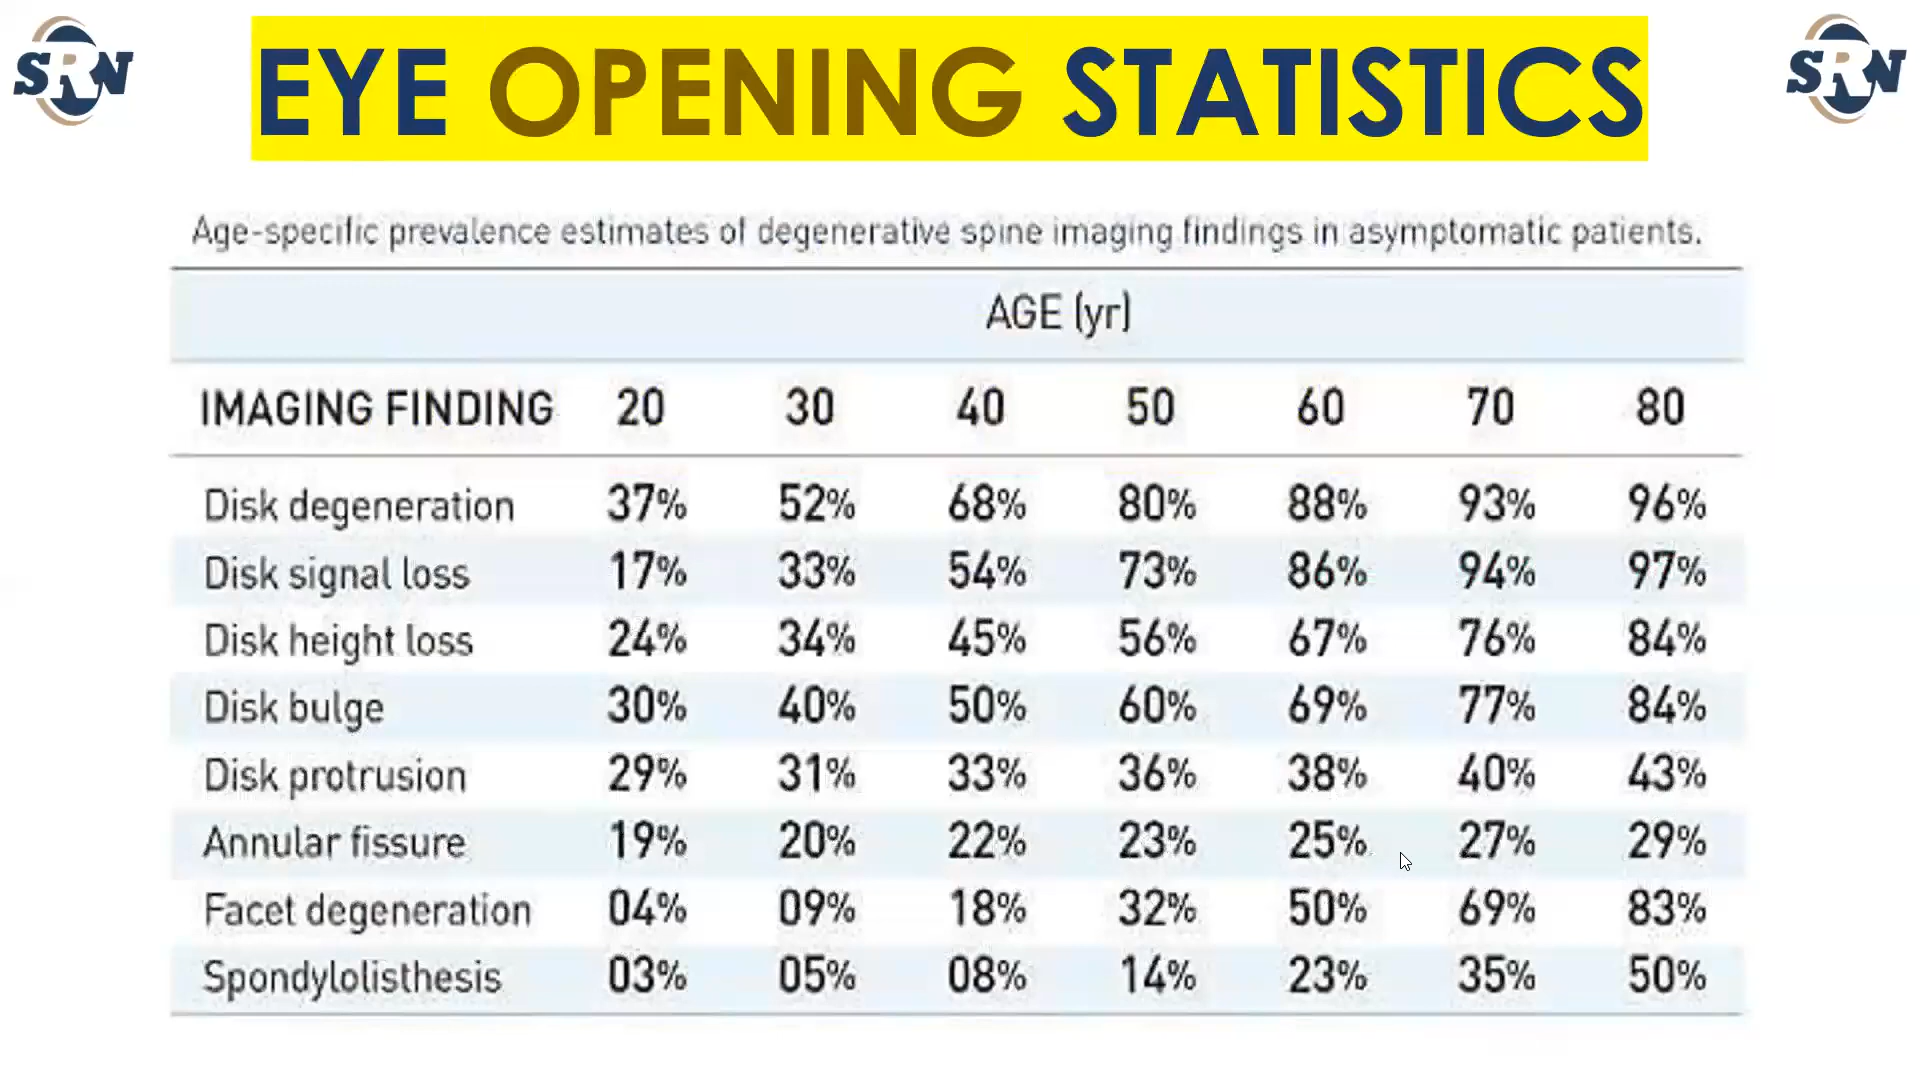 SRN
EYE OPENING STATISTICS
SRN
Age-specific prevalence estimates of degenerative spine imaging findings in asymptomatic patients.
AGE (yr)
IMAGING FINDING 20 30 40 50 60 70 80
Disk degeneration 37% 52% 68% 80% 88% 93% 96%
Disk signal loss 17% 33% 54% 73% 86% 94% 97%
Disk height loss 24% 34% 45% 56% 67% 76% 84%
Disk bulge 30% 40% 50% 60% 69% 77% 84%
Disk protrusion 29% 31% 33% 36% 38% 40% 43%
Annular fissure 19% 20% 22% 23% 25% 27% 29%
Facet degeneration 04% 09% 18% 32% 50% 69% 83%
Spondylolisthesis 03% 05% 08% 14% 23% 35% 50%